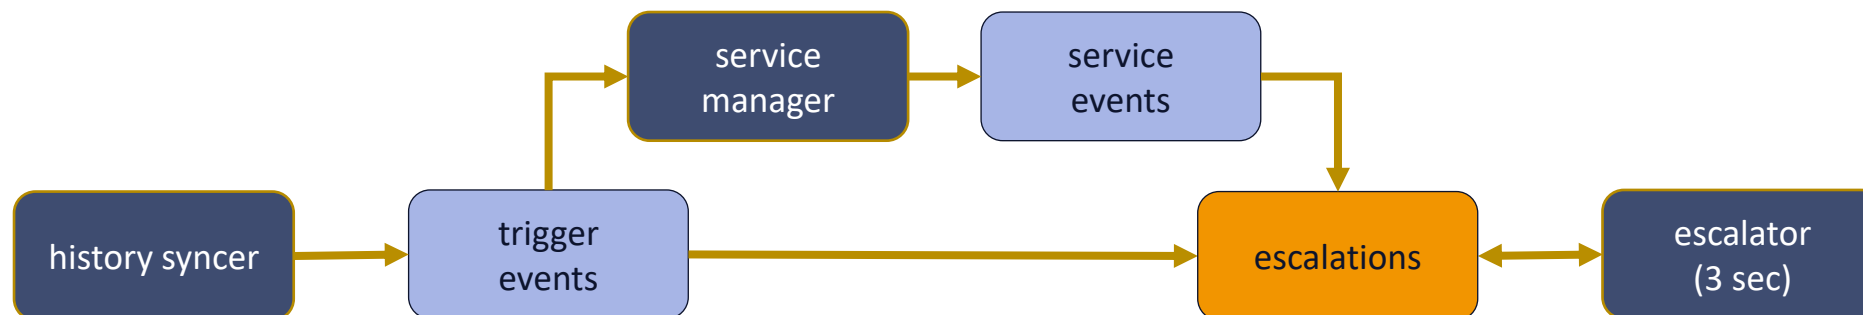 service
manager
service
events
history syncer
trigger
events
escalations
escalator
(3 sec)